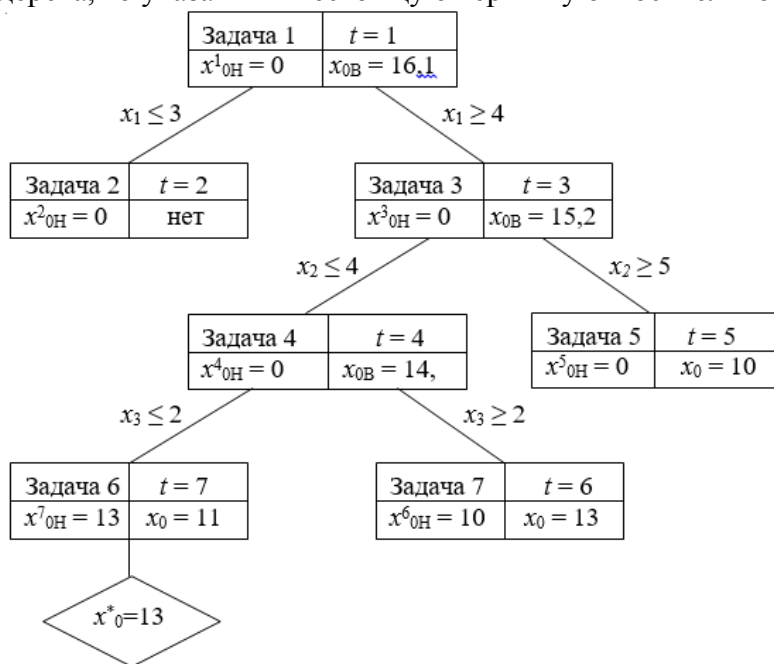 Задача 1 t = 1
x¹₀Н = 0 x₀В = 16,1
x₁ ≤ 3 x₁ ≥ 4
Задача 2 t = 2 Задача 3 t = 3
x²₀Н = 0 нет x³₀Н = 0 x₀В = 15,2
x₂ ≤ 4 x₂ ≥ 5
Задача 4 t = 4 Задача 5 t = 5
x⁴₀Н = 0 x₀В = 14, x⁵₀Н = 0 x₀ = 10
x₃ ≤ 2 x₃ ≥ 2
Задача 6 t = 7 Задача 7 t = 6
x⁷₀Н = 13 x₀ = 11 x⁶₀Н = 10 x₀ = 13
x*₀=13